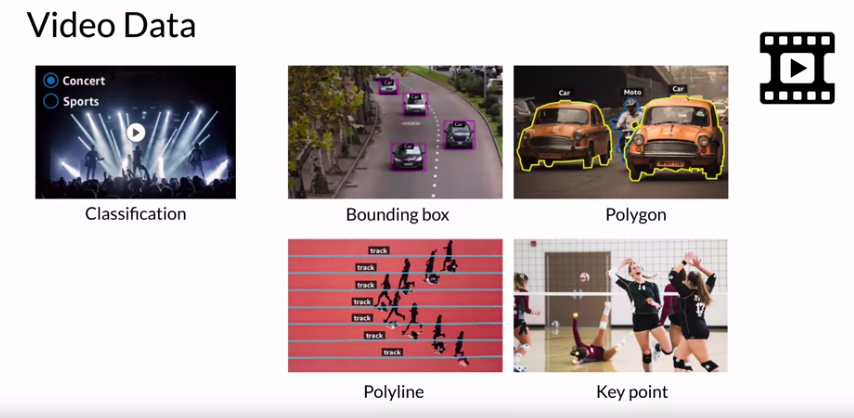 Video Data
Concert
Sports
Classification
Car
Car
Car
Car
Bounding box
Car
Moto
Car
Polygon
track
track
track
track
track
track
track
Polyline
17
Key point